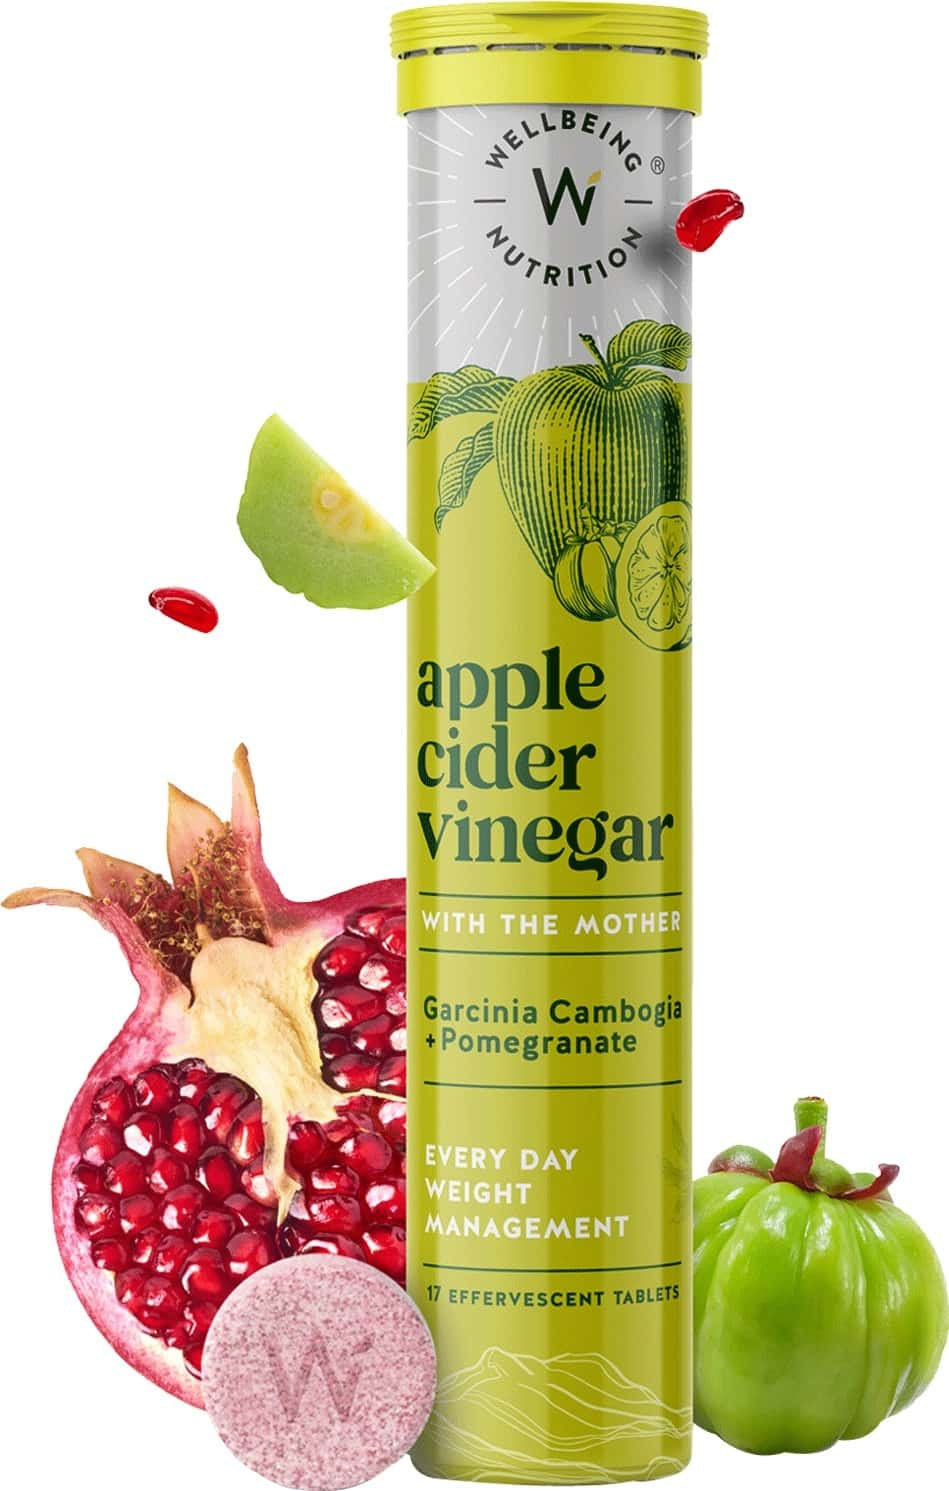 WELLBEING
W
®
NUTRITION
apple
cider
vinegar
WITH THE MOTHER
Garcinia Cambogia
+Pomegranate
EVERY DAY
WEIGHT
MANAGEMENT
17 EFFERVESCENT TABLETS
W